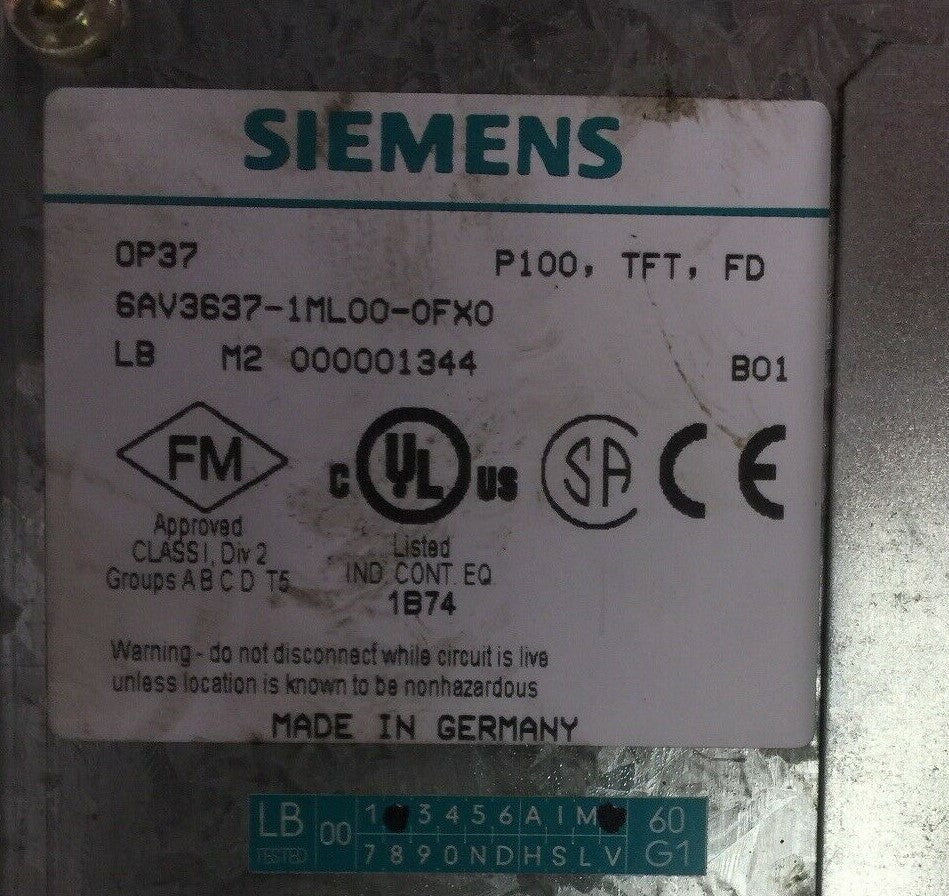 SIEMENS
OP37 P100, TFT, FD
6AV3637-1ML00-0FX0
LB M2 000001344 B01
FM
C UL US
SA
CE
Approved
CLASS I, Div 2
Groups A B C D T5
Listed
IND. CONT. EQ
1B74
Warning - do not disconnect while circuit is live
unless location is known to be nonhazardous
MADE IN GERMANY
LB 00 1 3 4 5 6 A I M 60
TESTED 7 8 9 0 N D H S L V G1